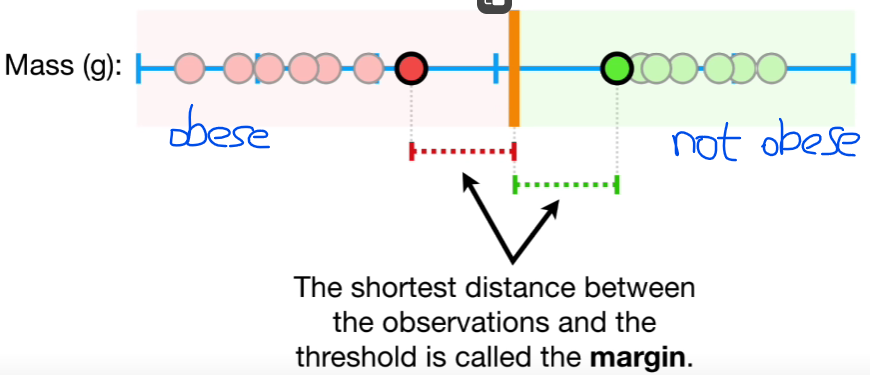 Mass (g):
obese
not obese
The shortest distance between
the observations and the
threshold is called the margin.